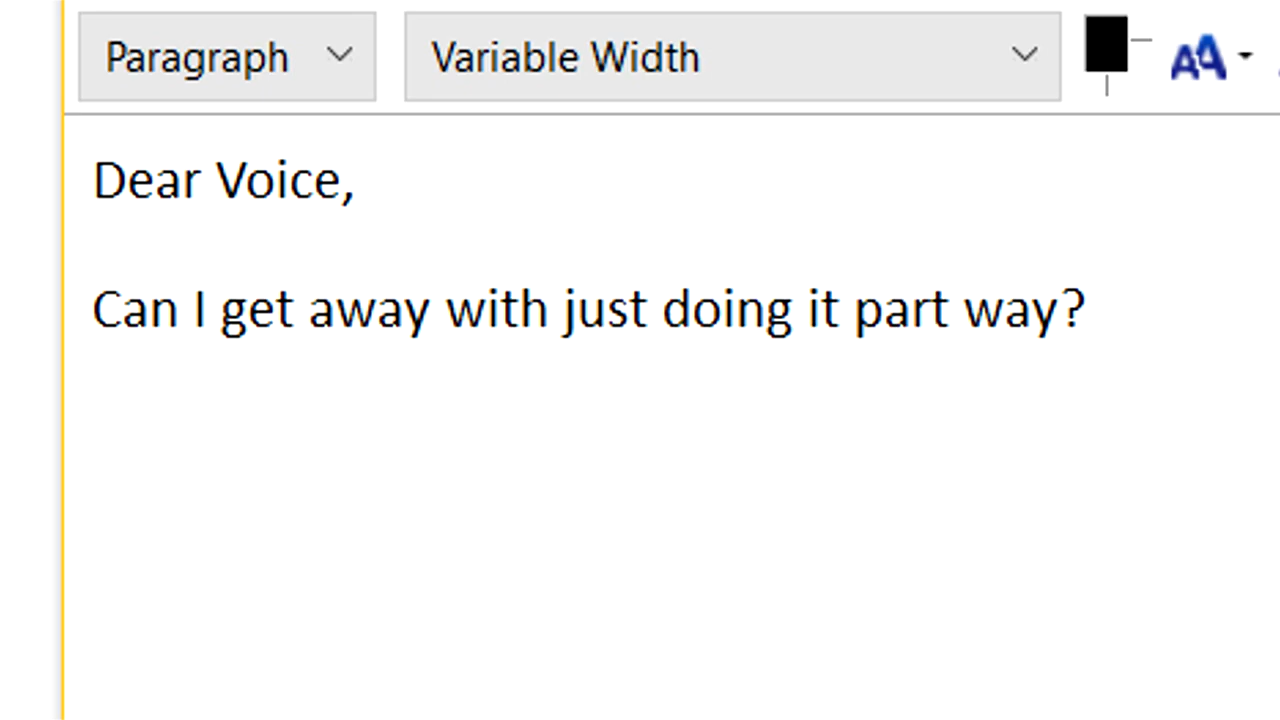 Paragraph Variable Width
Dear Voice,
Can I get away with just doing it part way?